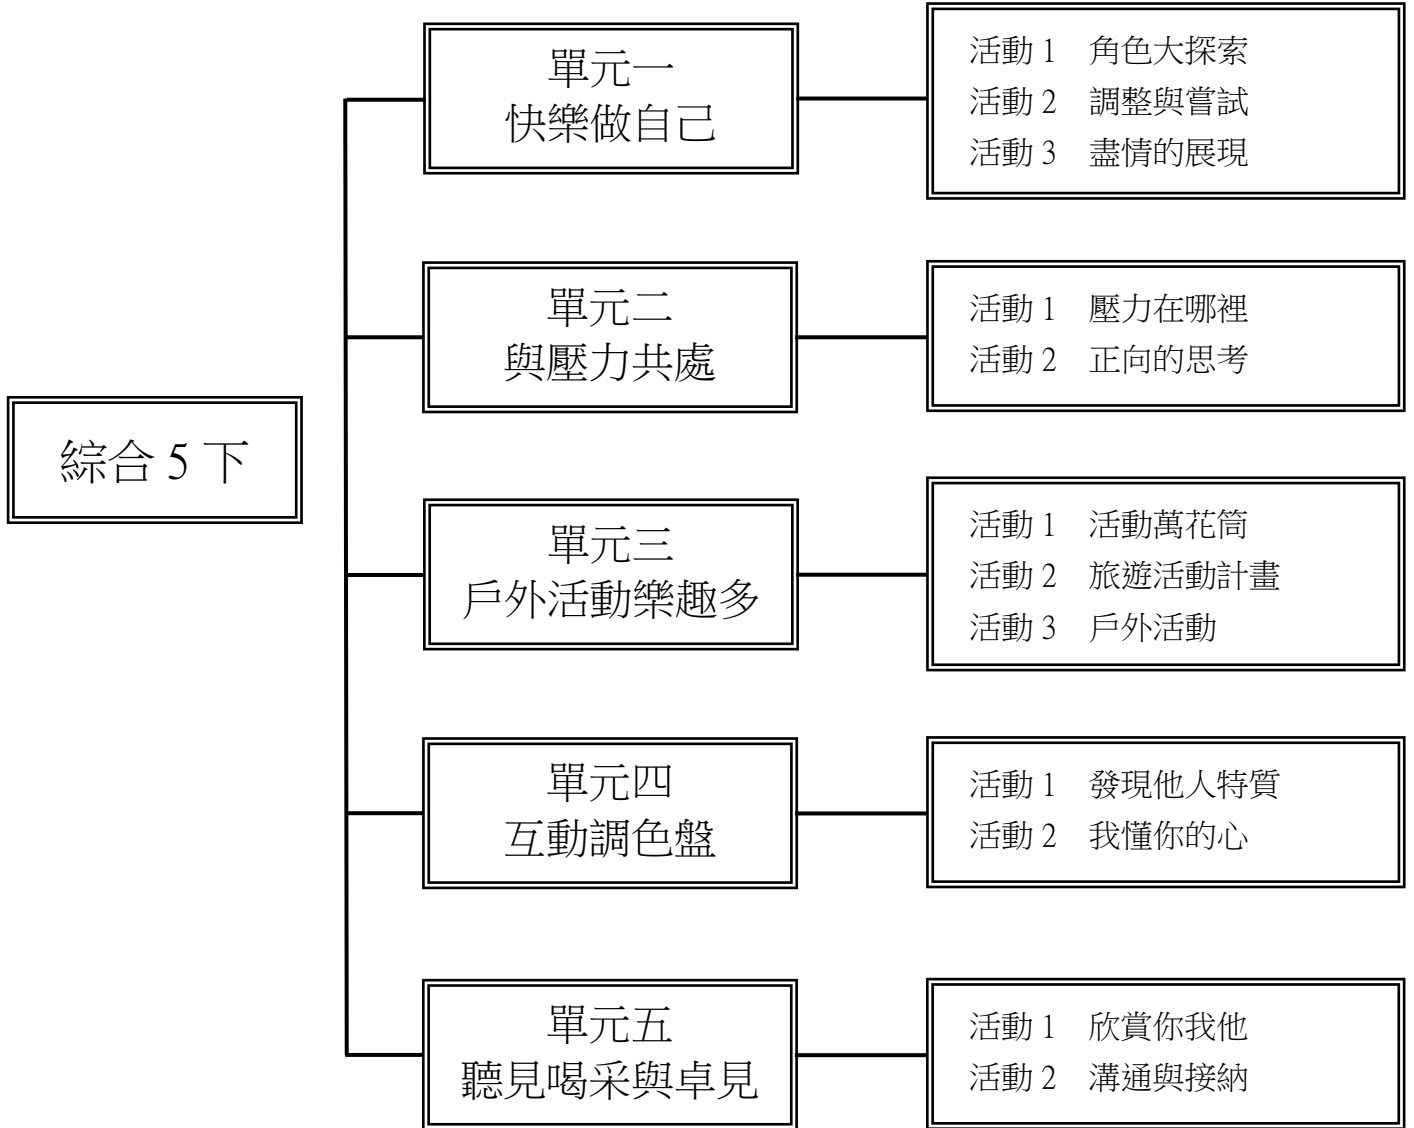 綜合 5 下
單元一
快樂做自己
活動 1　角色大探索
活動 2　調整與嘗試
活動 3　盡情的展現
單元二
與壓力共處
活動 1　壓力在哪裡
活動 2　正向的思考
單元三
戶外活動樂趣多
活動 1　活動萬花筒
活動 2　旅遊活動計畫
活動 3　戶外活動
單元四
互動調色盤
活動 1　發現他人特質
活動 2　我懂你的心
單元五
聽見喝采與卓見
活動 1　欣賞你我他
活動 2　溝通與接納